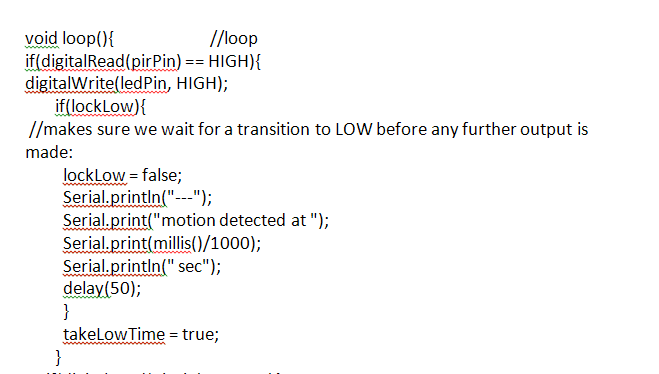 void loop(){ //loop
if(digitalRead(pirPin) == HIGH){
digitalWrite(ledPin, HIGH);
if(lockLow){
//makes sure we wait for a transition to LOW before any further output is
made:
lockLow = false;
Serial.println("---");
Serial.print("motion detected at ");
Serial.print(millis()/1000);
Serial.println(" sec");
delay(50);
}
takeLowTime = true;
}